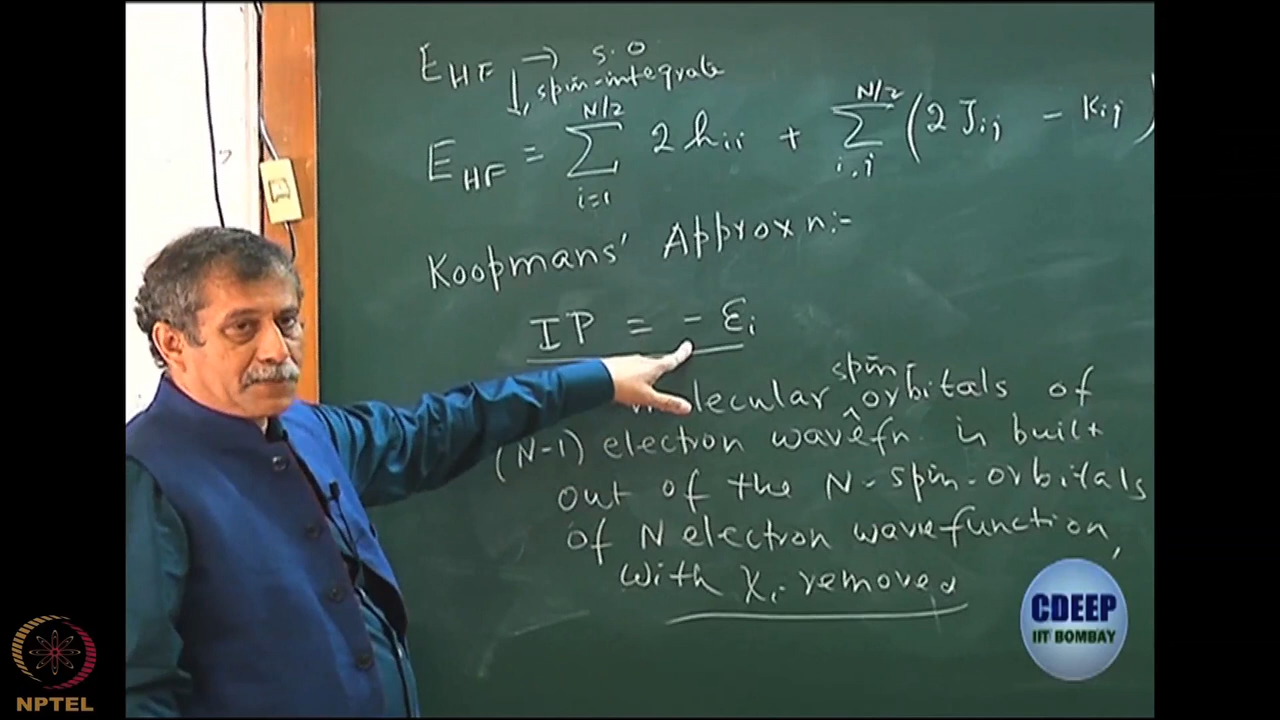 E_HF → s.o
↓ spin-integrate
E_HF = Σ_{i=1}^{N/2} 2 h_ii + Σ_{i,j}^{N/2} (2 J_ij - K_ij)
Koopmans' Approxn:-
IP = - ε_i
molecular spin-orbitals of
(N-1) electron wavefn. is built
out of the N-spin-orbitals
of N electron wavefunction,
with χ_i removed
CDEEP
IIT BOMBAY
NPTEL